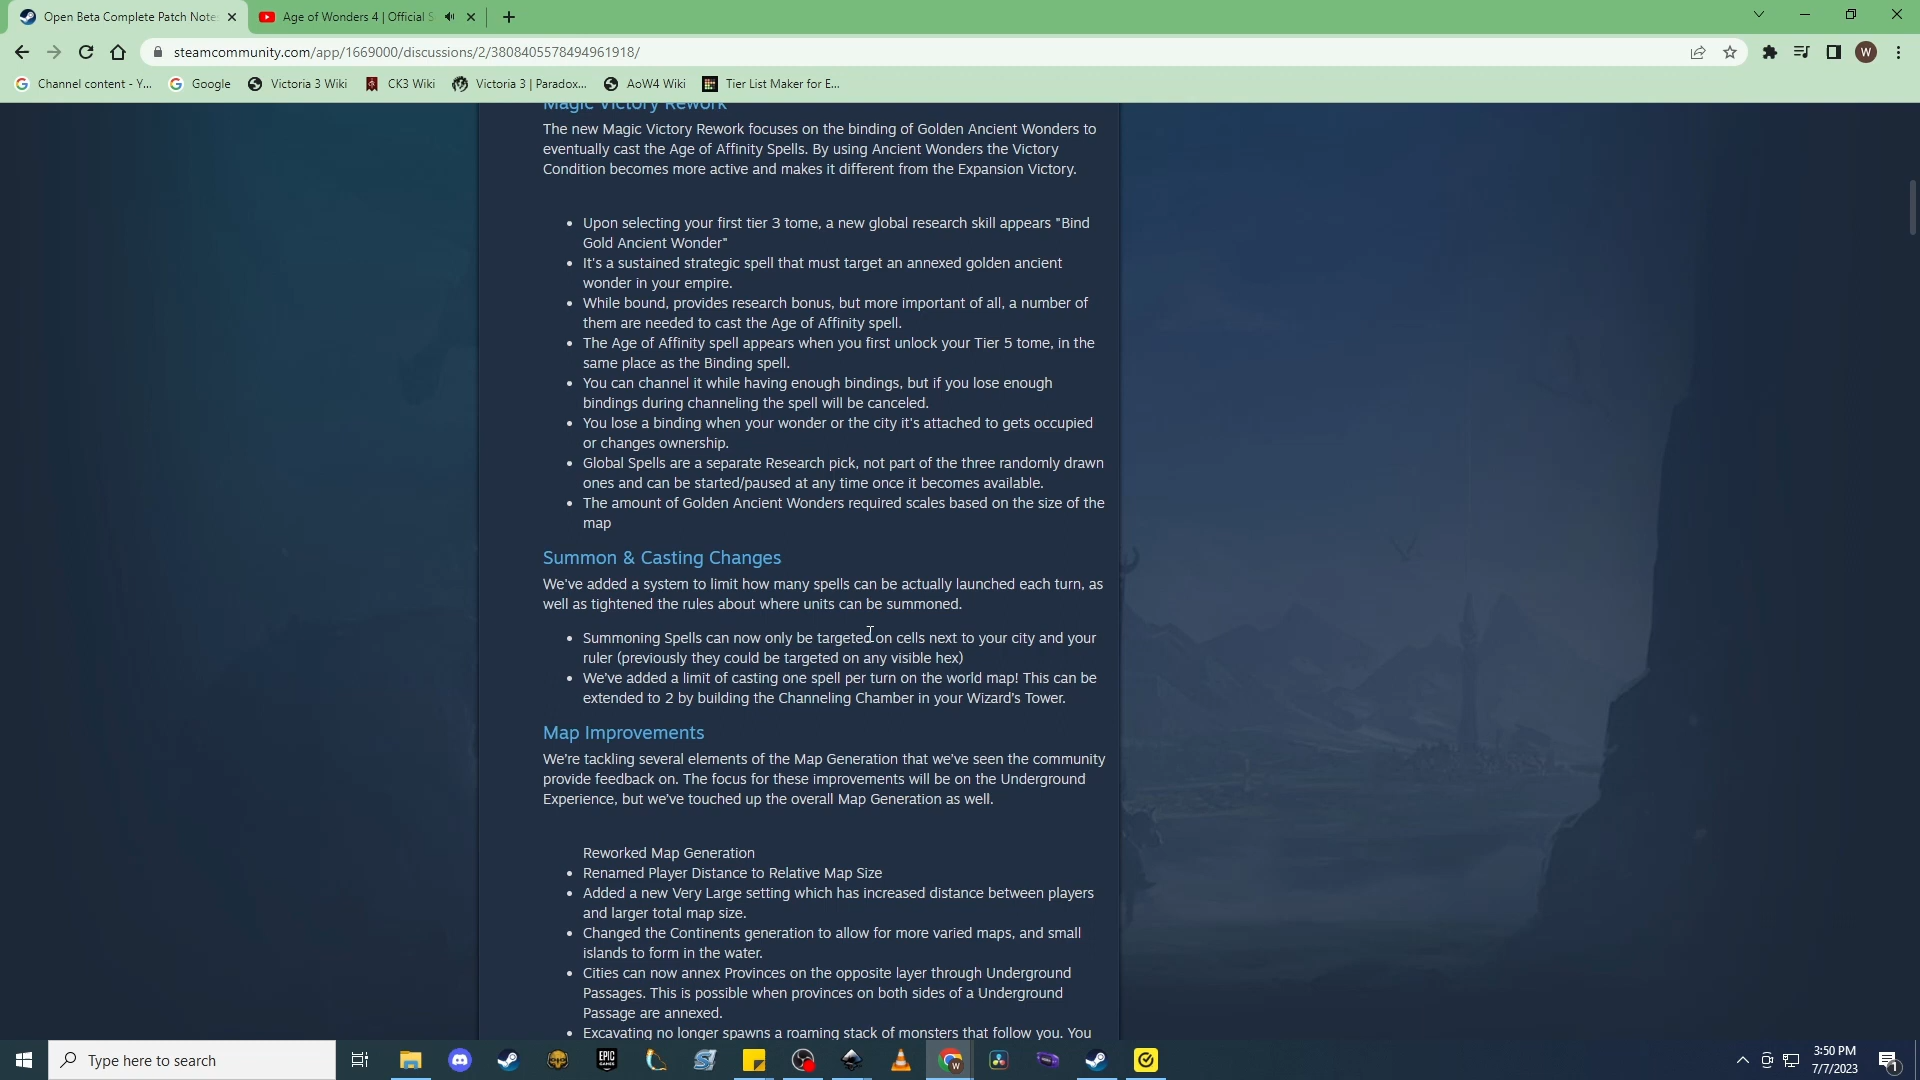 Open Beta Complete Patch Note
Age of Wonders 4 | Official S
steamcommunity.com/app/1669000/discussions/2/3808405578494961918/
W
Channel content - Y...
Google
Victoria 3 Wiki
CK3 Wiki
Victoria 3 | Paradox...
AoW4 Wiki
Tier List Maker for E...
Magic Victory Rework
The new Magic Victory Rework focuses on the binding of Golden Ancient Wonders to
eventually cast the Age of Affinity Spells. By using Ancient Wonders the Victory
Condition becomes more active and makes it different from the Expansion Victory.
• Upon selecting your first tier 3 tome, a new global research skill appears "Bind
Gold Ancient Wonder"
• It's a sustained strategic spell that must target an annexed golden ancient
wonder in your empire.
• While bound, provides research bonus, but more important of all, a number of
them are needed to cast the Age of Affinity spell.
• The Age of Affinity spell appears when you first unlock your Tier 5 tome, in the
same place as the Binding spell.
• You can channel it while having enough bindings, but if you lose enough
bindings during channeling the spell will be canceled.
• You lose a binding when your wonder or the city it's attached to gets occupied
or changes ownership.
• Global Spells are a separate Research pick, not part of the three randomly drawn
ones and can be started/paused at any time once it becomes available.
• The amount of Golden Ancient Wonders required scales based on the size of the
map
Summon & Casting Changes
We've added a system to limit how many spells can be actually launched each turn, as
well as tightened the rules about where units can be summoned.
• Summoning Spells can now only be targeted on cells next to your city and your
ruler (previously they could be targeted on any visible hex)
• We've added a limit of casting one spell per turn on the world map! This can be
extended to 2 by building the Channeling Chamber in your Wizard's Tower.
Map Improvements
We're tackling several elements of the Map Generation that we've seen the community
provide feedback on. The focus for these improvements will be on the Underground
Experience, but we've touched up the overall Map Generation as well.
Reworked Map Generation
• Renamed Player Distance to Relative Map Size
• Added a new Very Large setting which has increased distance between players
and larger total map size.
• Changed the Continents generation to allow for more varied maps, and small
islands to form in the water.
• Cities can now annex Provinces on the opposite layer through Underground
Passages. This is possible when provinces on both sides of a Underground
Passage are annexed.
• Excavating no longer spawns a roaming stack of monsters that follow you. You
Type here to search
EPIC
GAMES
W
3:50 PM
7/7/2023
1